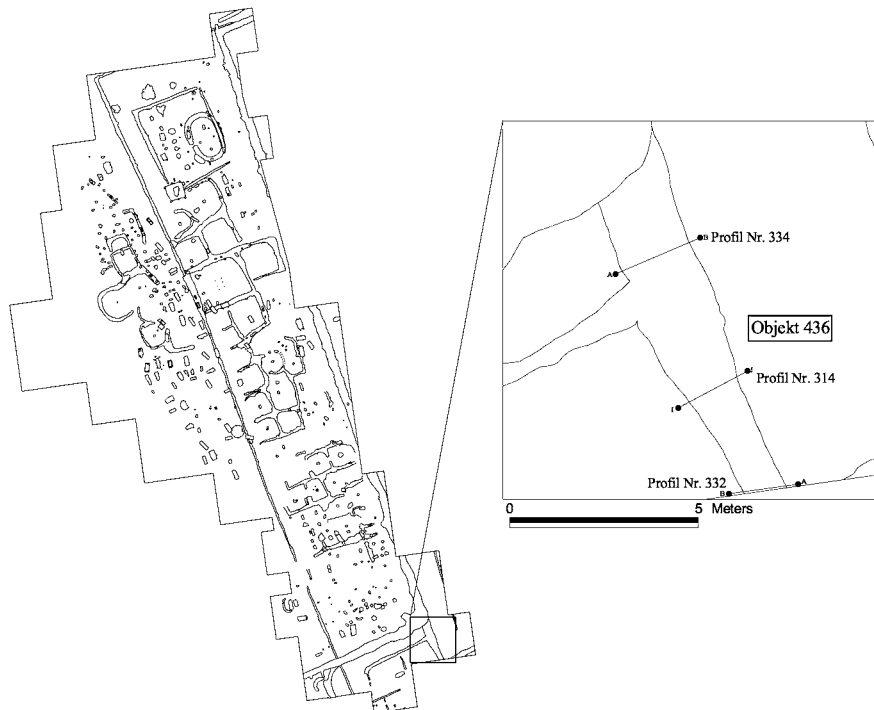 B Profil Nr. 334
A
Objekt 436
I'
Profil Nr. 314
I
Profil Nr. 332 A
B
0 5 Meters